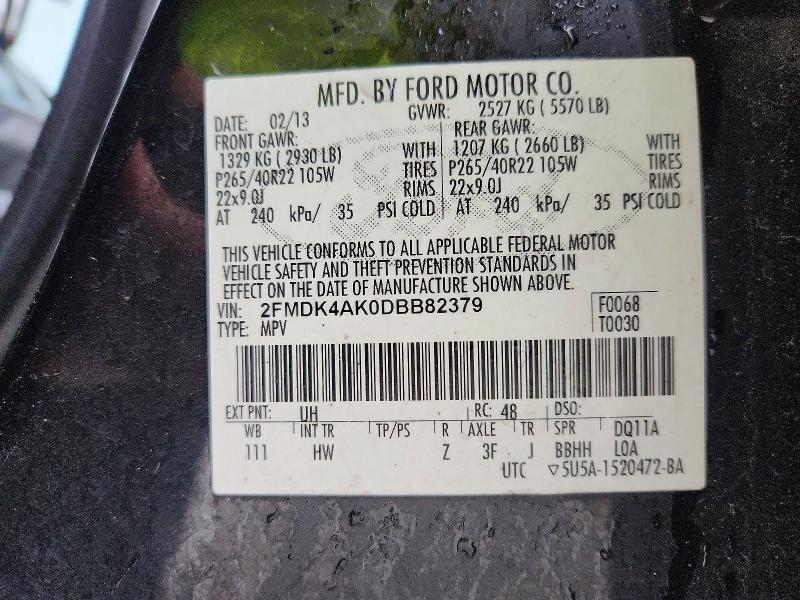 MFD. BY FORD MOTOR CO.
DATE: 02/13 GVWR: 2527 KG ( 5570 LB)
FRONT GAWR: REAR GAWR:
1329 KG ( 2930 LB) WITH 1207 KG ( 2660 LB) WITH
P265/40R22 105W TIRES P265/40R22 105W TIRES
22x9.0J RIMS 22x9.0J RIMS
AT 240 kPa/ 35 PSI COLD AT 240 kPa/ 35 PSI COLD
THIS VEHICLE CONFORMS TO ALL APPLICABLE FEDERAL MOTOR
VEHICLE SAFETY AND THEFT PREVENTION STANDARDS IN
EFFECT ON THE DATE OF MANUFACTURE SHOWN ABOVE.
VIN: 2FMDK4AK0DBB82379 F0068
TYPE: MPV T0030
EXT PNT: UH RC: 48 DSO:
WB INT TR TP/PS R AXLE TR SPR DQ11A
111 HW Z 3F J BBHH LOA
UTC ▽5U5A-1520472-BA